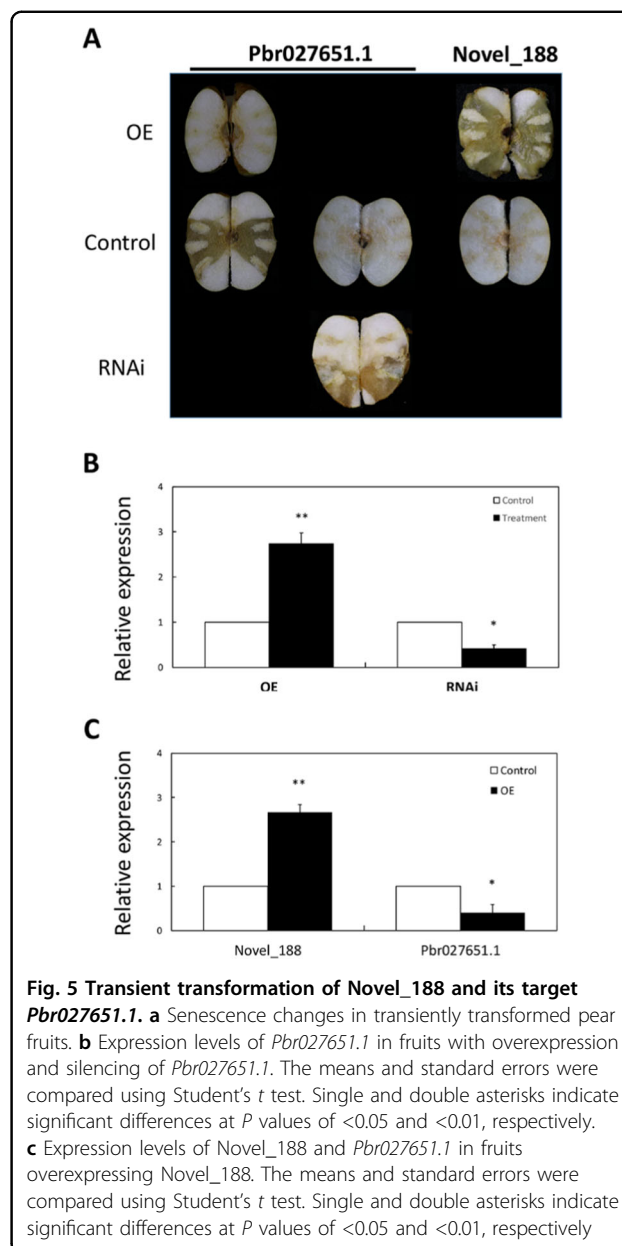 A
Pbr027651.1 Novel_188
OE
Control
RNAi
B
Relative expression
4
3
2
1
0
**
*
Control
Treatment
OE RNAi
C
Relative expression
4
3
2
1
0
**
*
Control
OE
Novel_188 Pbr027651.1
Fig. 5 Transient transformation of Novel_188 and its target
Pbr027651.1. a Senescence changes in transiently transformed pear
fruits. b Expression levels of Pbr027651.1 in fruits with overexpression
and silencing of Pbr027651.1. The means and standard errors were
compared using Student’s t test. Single and double asterisks indicate
significant differences at P values of <0.05 and <0.01, respectively.
c Expression levels of Novel_188 and Pbr027651.1 in fruits
overexpressing Novel_188. The means and standard errors were
compared using Student’s t test. Single and double asterisks indicate
significant differences at P values of <0.05 and <0.01, respectively